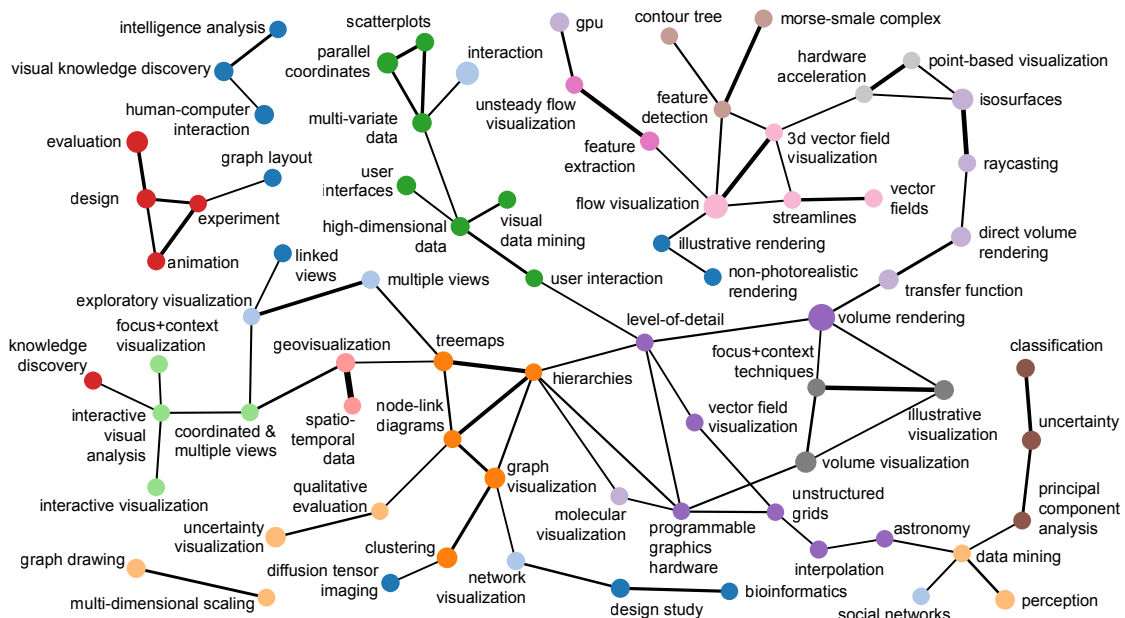 intelligence analysis
visual knowledge discovery
human-computer
interaction
evaluation
graph layout
design
experiment
animation
scatterplots
parallel
coordinates
interaction
multi-variate
data
user
interfaces
high-dimensional
data
visual
data mining
user interaction
gpu
unsteady flow
visualization
feature
extraction
contour tree
morse-smale complex
feature
detection
hardware
acceleration
point-based visualization
isosurfaces
3d vector field
visualization
raycasting
flow visualization
streamlines
vector
fields
illustrative rendering
non-photorealistic
rendering
direct volume
rendering
transfer function
volume rendering
linked
views
multiple views
exploratory visualization
focus+context
visualization
knowledge
discovery
geovisualization
treemaps
level-of-detail
hierarchies
focus+context
techniques
classification
interactive
visual
analysis
coordinated &
multiple views
spatio-
temporal
data
node-link
diagrams
vector field
visualization
illustrative
visualization
uncertainty
volume visualization
interactive visualization
qualitative
evaluation
graph
visualization
molecular
visualization
programmable
graphics
hardware
unstructured
grids
principal
component
analysis
uncertainty
visualization
clustering
astronomy
interpolation
data mining
graph drawing
multi-dimensional scaling
diffusion tensor
imaging
network
visualization
design study
bioinformatics
social networks
perception